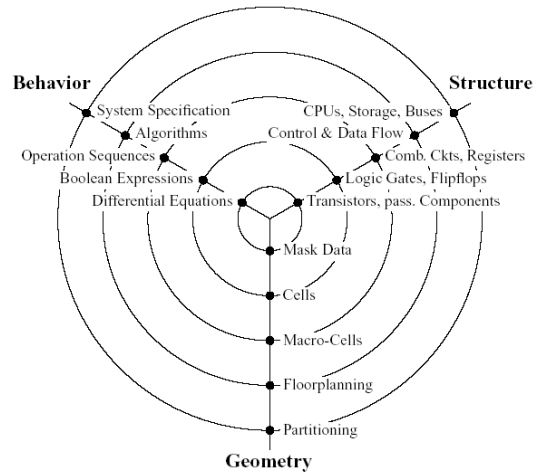 Behavior
Structure
System Specification
CPUs, Storage, Buses
Algorithms
Control & Data Flow
Operation Sequences
Comb. Ckts, Registers
Boolean Expressions
Logic Gates, Flipflops
Differential Equations
Transistors, pass. Components
Mask Data
Cells
Macro-Cells
Floorplanning
Partitioning
Geometry